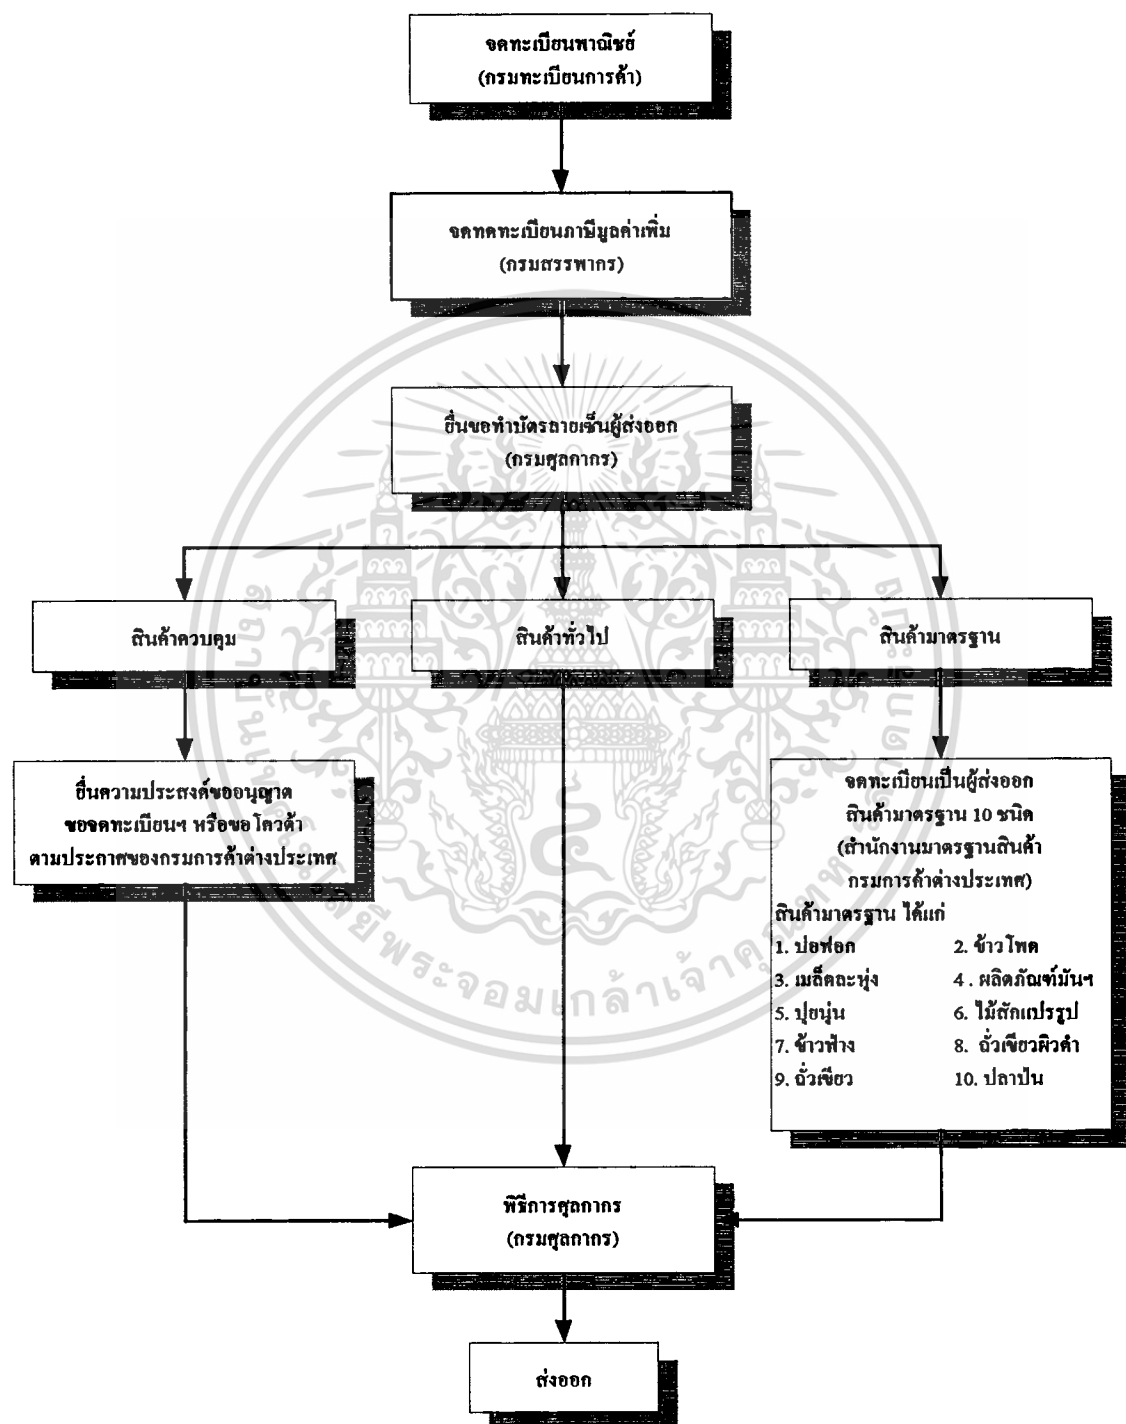 จดทะเบียนพาณิชย์
(กรมทะเบียนการค้า)
จดทดทะเบียนภาษีมูลค่าเพิ่ม
(กรมสรรพากร)
ยื่นขอทำบัตรลายเซ็นผู้ส่งออก
(กรมศุลกากร)
สินค้าควบคุม
สินค้าทั่วไป
สินค้ามาตรฐาน
ยื่นความประสงค์ขออนุญาต
ขอจดทะเบียนฯ หรือขอโควต้า
ตามประกาศของกรมการค้าต่างประเทศ
จดทะเบียนเป็นผู้ส่งออก
สินค้ามาตรฐาน 10 ชนิด
(สำนักงานมาตรฐานสินค้า
กรมการค้าต่างประเทศ)
สินค้ามาตรฐาน ได้แก่
1. ปอฟอก 2. ข้าวโพด
3. เมล็ดละหุ่ง 4 . ผลิตภัณฑ์มันฯ
5. ปุยนุ่น 6. ไม้สักแปรรูป
7. ข้าวฟ่าง 8. ถั่วเขียวผิวดำ
9. ถั่วเขียว 10. ปลาป่น
พิธีการศุลกากร
(กรมศุลกากร)
ส่งออก
พระจอมเกล้าเจ้าคุณทหาร